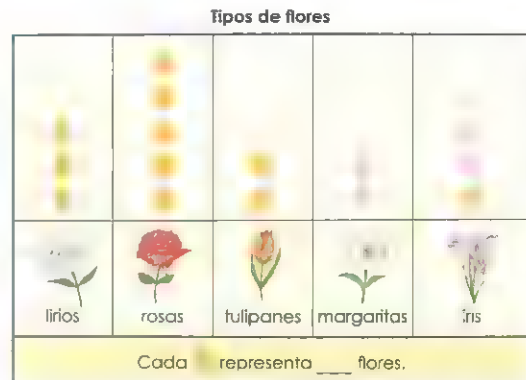 Tipos de flores
lirios rosas tulipanes margaritas iris
Cada representa ___ flores.